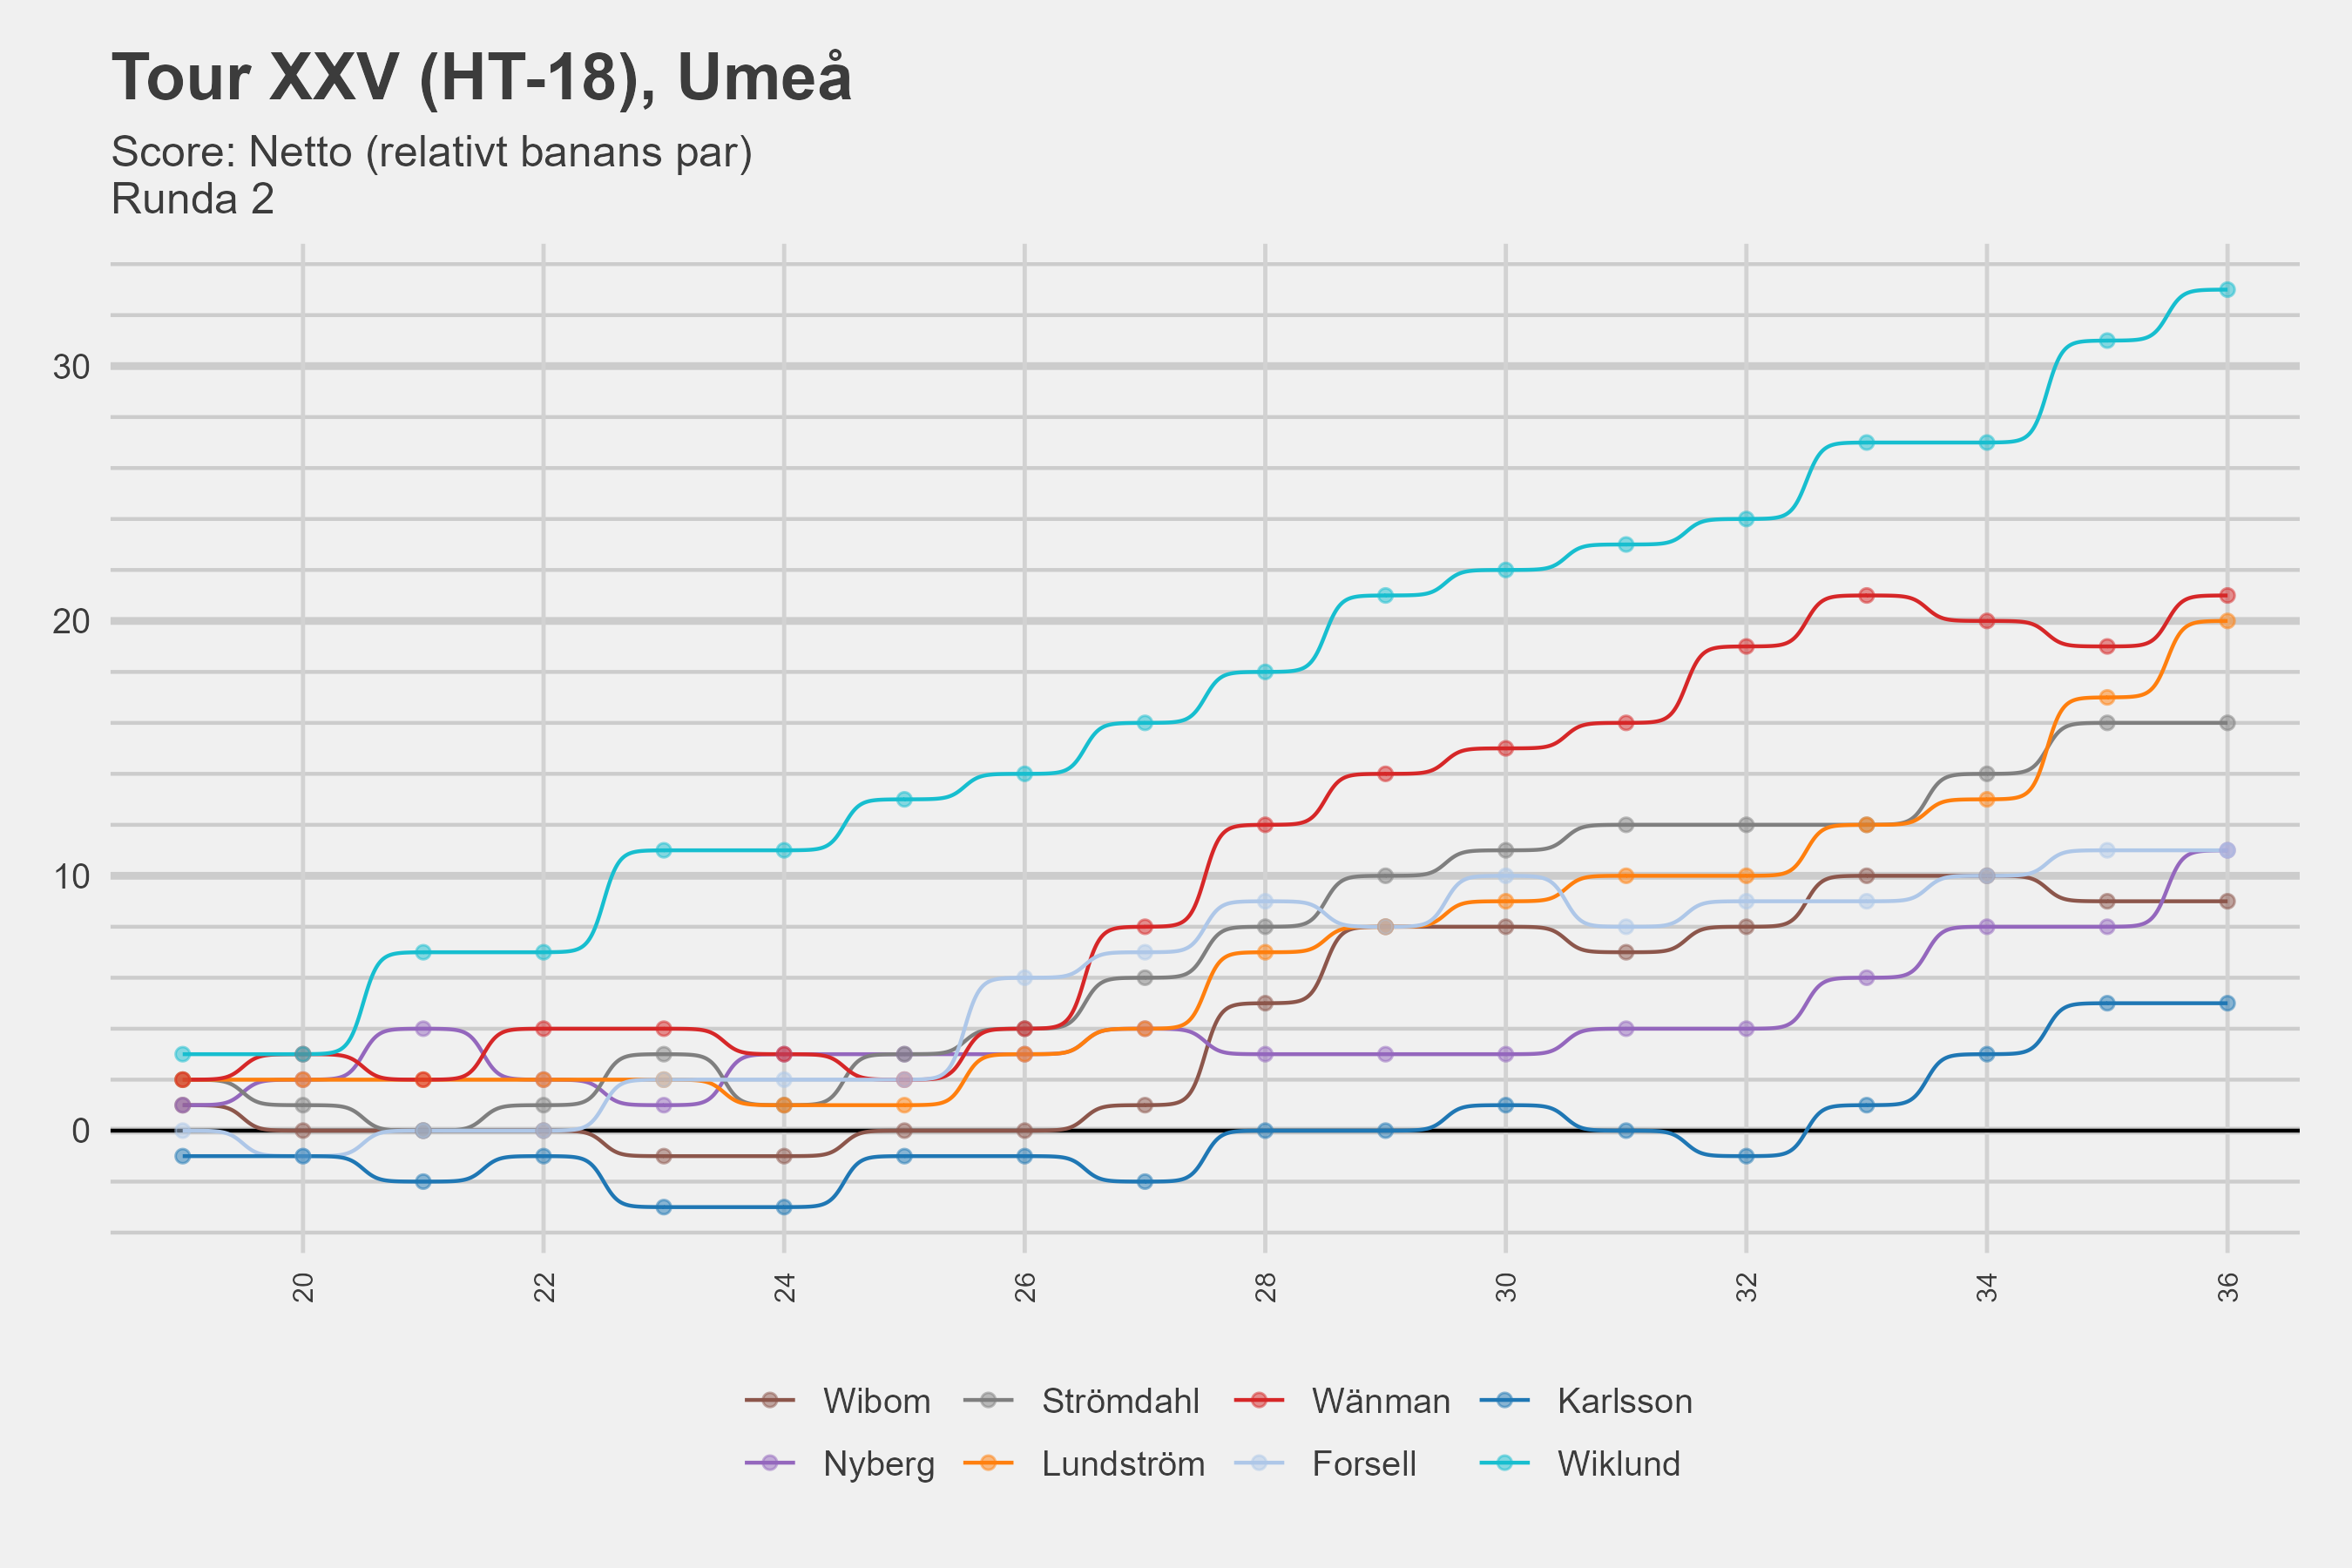 Tour XXV (HT-18), Umeå
Score: Netto (relativt banans par)
Runda 2
30
20
10
0
20 22 24 26 28 30 32 34 36
Wibom Strömdahl Wänman Karlsson
Nyberg Lundström Forsell Wiklund